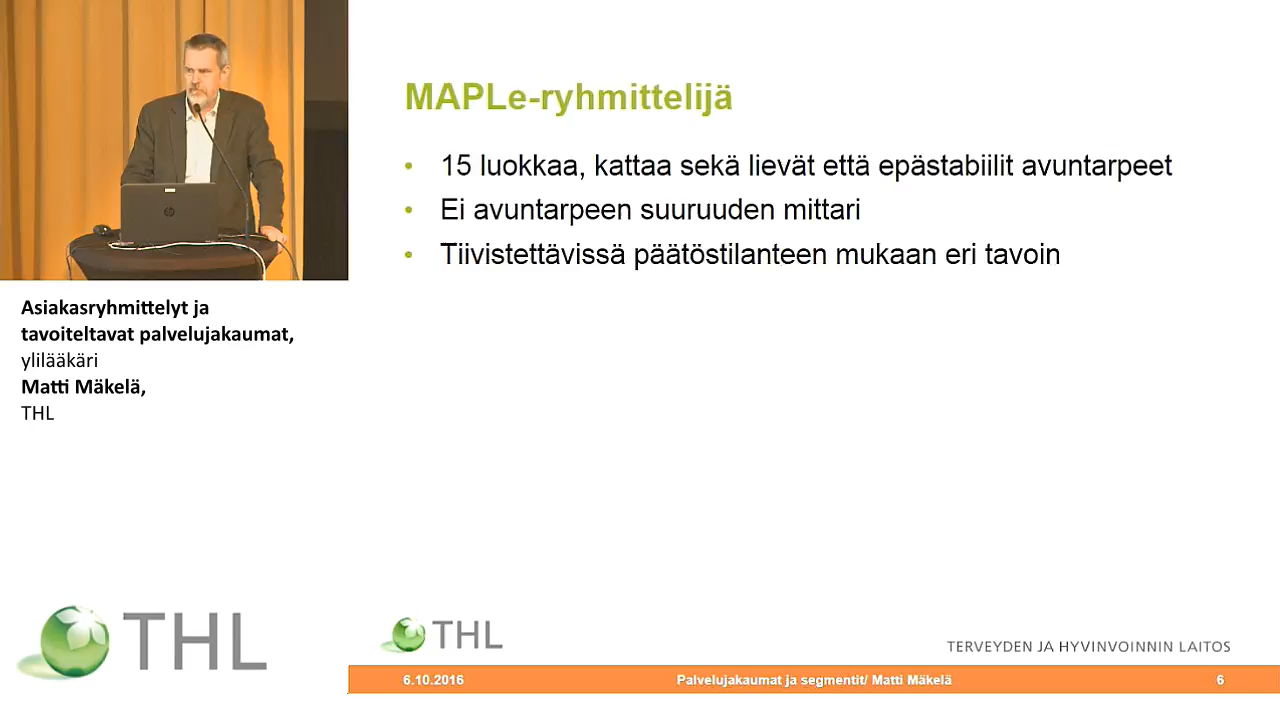 MAPLe-ryhmittelijä
• 15 luokkaa, kattaa sekä lievät että epästabiilit avuntarpeet
• Ei avuntarpeen suuruuden mittari
• Tiivistettävissä päätöstilanteen mukaan eri tavoin
Asiakasryhmittelyt ja
tavoiteltavat palvelujakaumat,
ylilääkäri
Matti Mäkelä,
THL
THL
THL
TERVEYDEN JA HYVINVOINNIN LAITOS
6.10.2016 Palvelujakaumat ja segmentit/ Matti Mäkelä 6